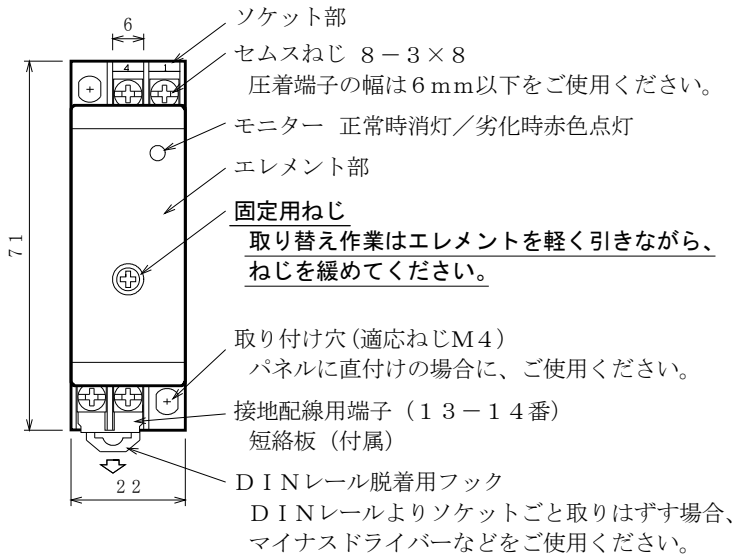 6
ソケット部
セムスねじ ８－３×８
圧着端子の幅は６ｍｍ以下をご使用ください。
4 1
モニター 正常時消灯／劣化時赤色点灯
エレメント部
固定用ねじ
取り替え作業はエレメントを軽く引きながら、
ねじを緩めてください。
71
取り付け穴(適応ねじＭ４)
パネルに直付けの場合に、ご使用ください。
接地配線用端子（１３－１４番）
短絡板（付属）
22
ＤＩＮレール脱着用フック
ＤＩＮレールよりソケットごと取りはずす場合、
マイナスドライバーなどをご使用ください。